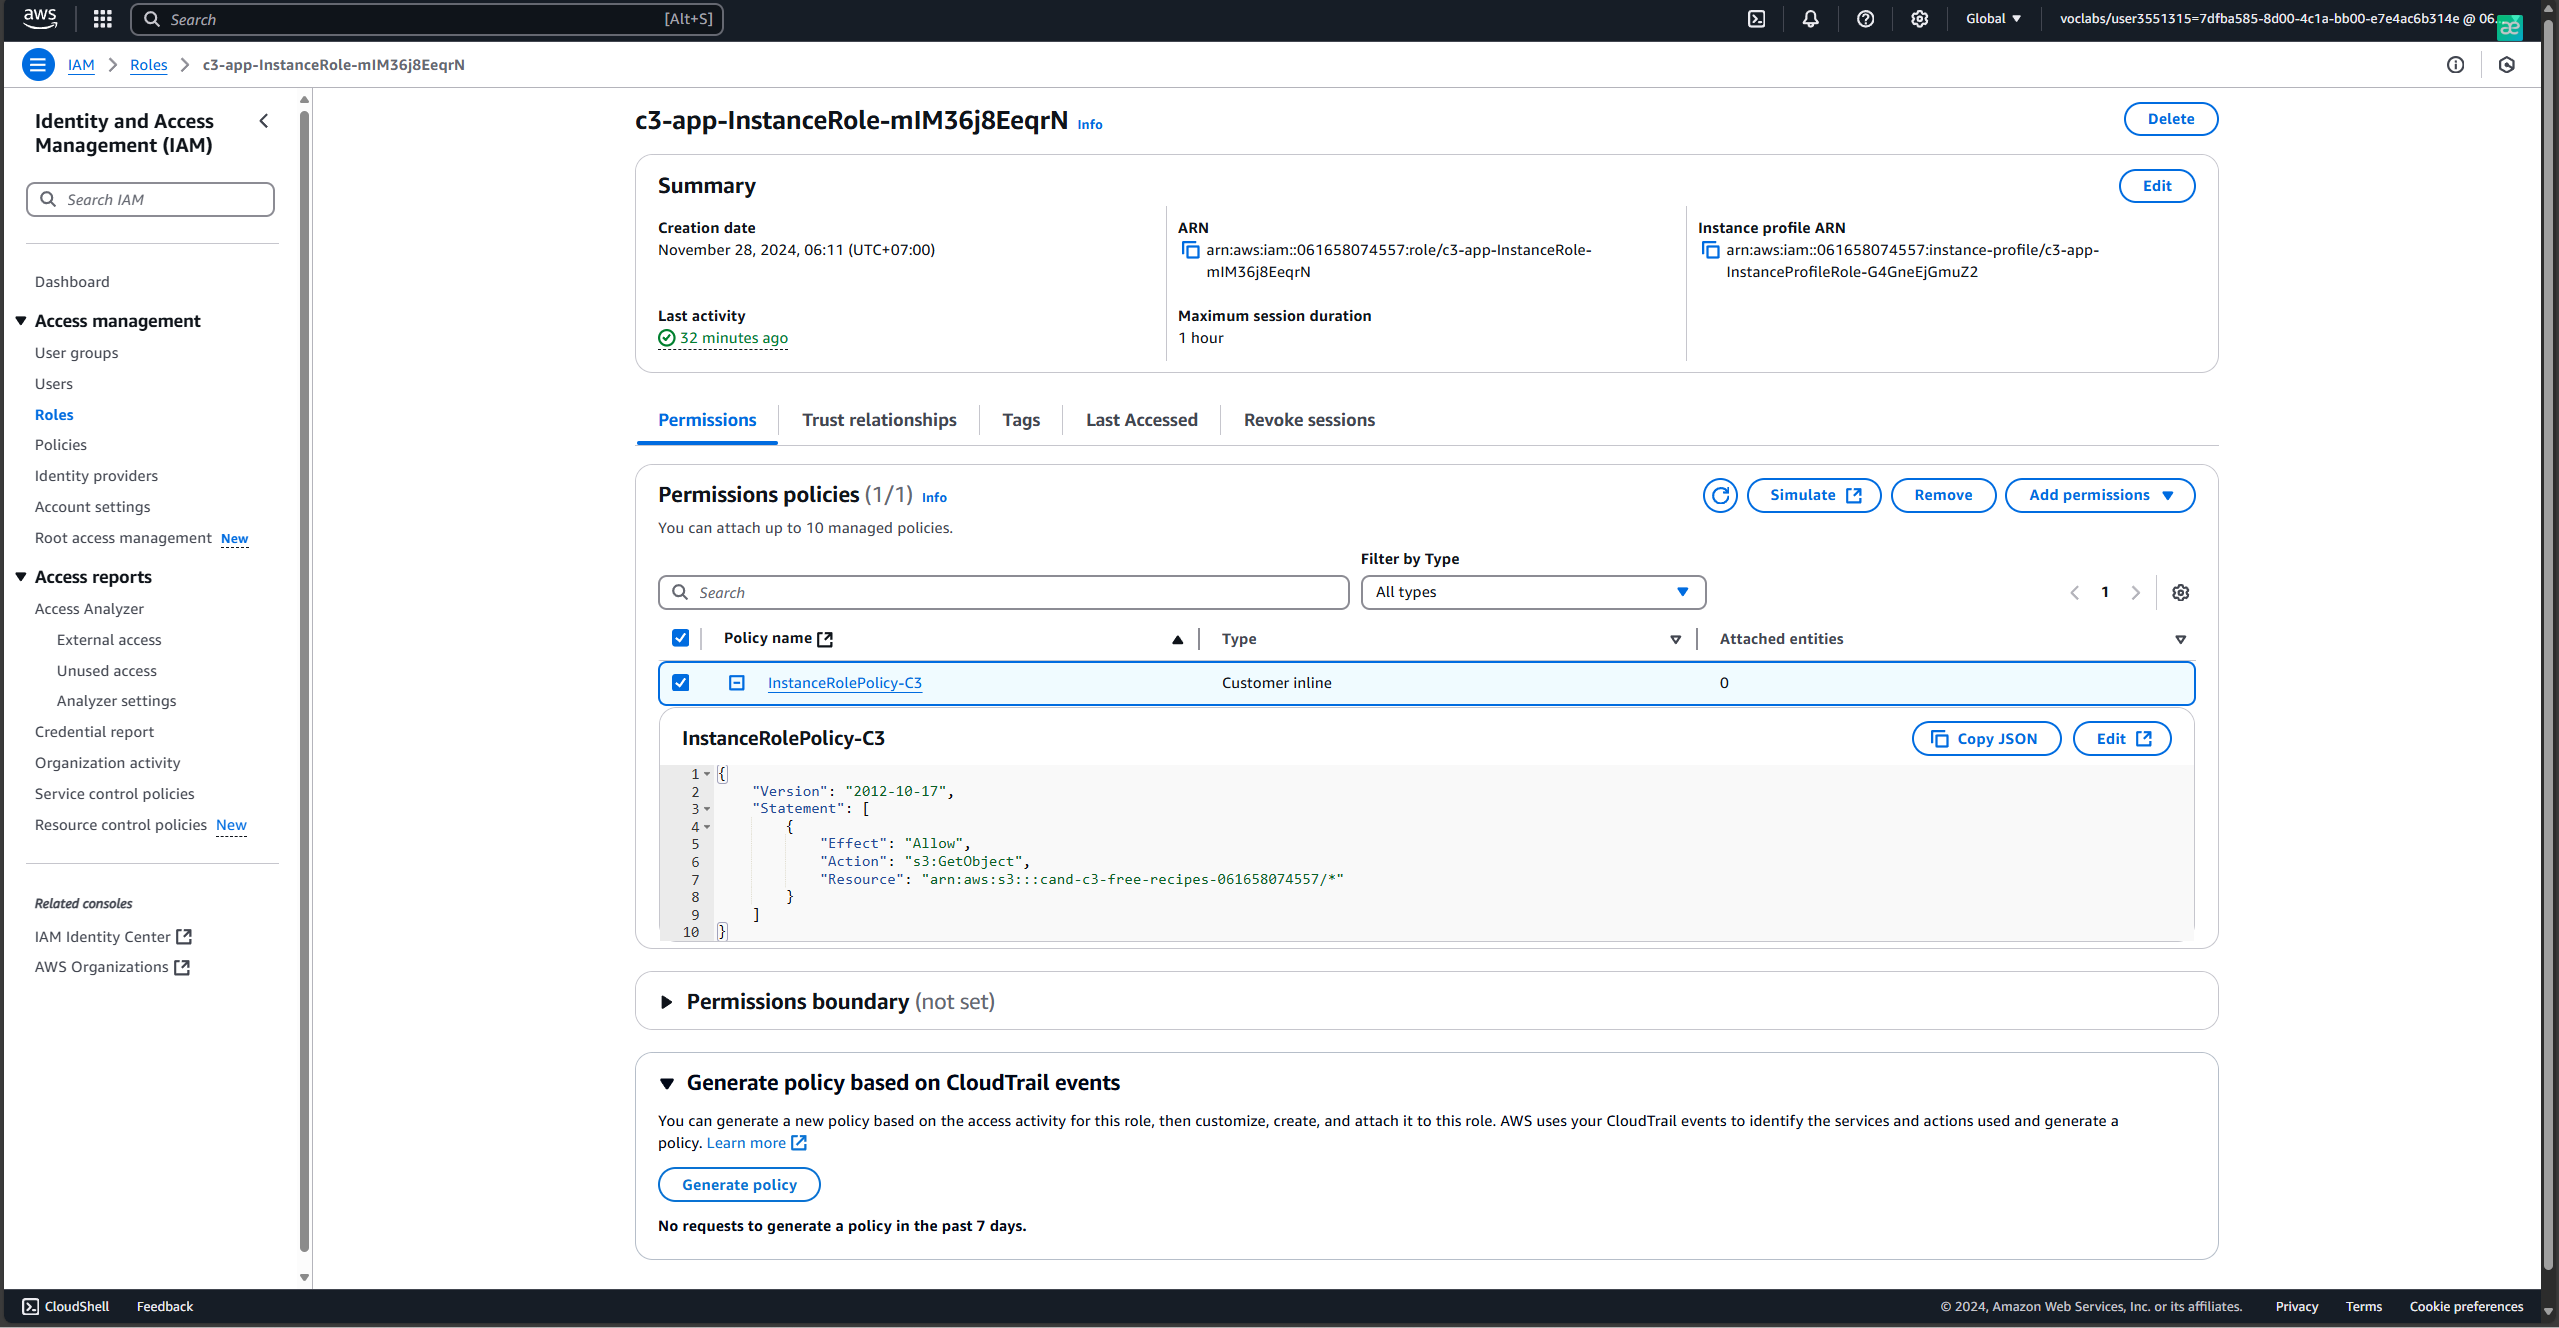 aws
Search [Alt+S]
Global
voclabs/user3551315=7dfba585-8d00-4c1a-bb00-e7e4ac6b314e @ 06...
æ
IAM > Roles > c3-app-InstanceRole-mIM36j8EeqrN
Identity and Access
Management (IAM)
Search IAM
Dashboard
Access management
User groups
Users
Roles
Policies
Identity providers
Account settings
Root access management New
Access reports
Access Analyzer
External access
Unused access
Analyzer settings
Credential report
Organization activity
Service control policies
Resource control policies New
Related consoles
IAM Identity Center
AWS Organizations
c3-app-InstanceRole-mIM36j8EeqrN Info
Delete
Summary
Edit
Creation date
November 28, 2024, 06:11 (UTC+07:00)
ARN
arn:aws:iam::061658074557:role/c3-app-InstanceRole-
mIM36j8EeqrN
Instance profile ARN
arn:aws:iam::061658074557:instance-profile/c3-app-
InstanceProfileRole-G4GneEjGmuZ2
Last activity
32 minutes ago
Maximum session duration
1 hour
Permissions
Trust relationships
Tags
Last Accessed
Revoke sessions
Permissions policies (1/1) Info
Simulate
Remove
Add permissions
You can attach up to 10 managed policies.
Filter by Type
Search
All types
1
Policy name
Type
Attached entities
InstanceRolePolicy-C3
Customer inline
0
InstanceRolePolicy-C3
Copy JSON
Edit
1 {
2 "Version": "2012-10-17",
3 "Statement": [
4 {
5 "Effect": "Allow",
6 "Action": "s3:GetObject",
7 "Resource": "arn:aws:s3:::cand-c3-free-recipes-061658074557/*"
8 }
9 ]
10 }
Permissions boundary (not set)
Generate policy based on CloudTrail events
You can generate a new policy based on the access activity for this role, then customize, create, and attach it to this role. AWS uses your CloudTrail events to identify the services and actions used and generate a
policy. Learn more
Generate policy
No requests to generate a policy in the past 7 days.
CloudShell
Feedback
© 2024, Amazon Web Services, Inc. or its affiliates.
Privacy
Terms
Cookie preferences